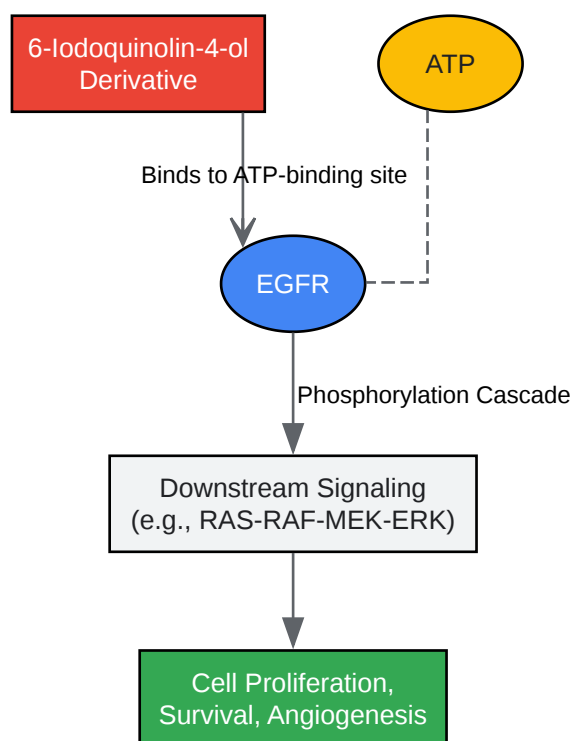 6-Iodoquinolin-4-ol
Derivative
ATP
Binds to ATP-binding site
EGFR
Phosphorylation Cascade
Downstream Signaling
(e.g., RAS-RAF-MEK-ERK)
Cell Proliferation,
Survival, Angiogenesis